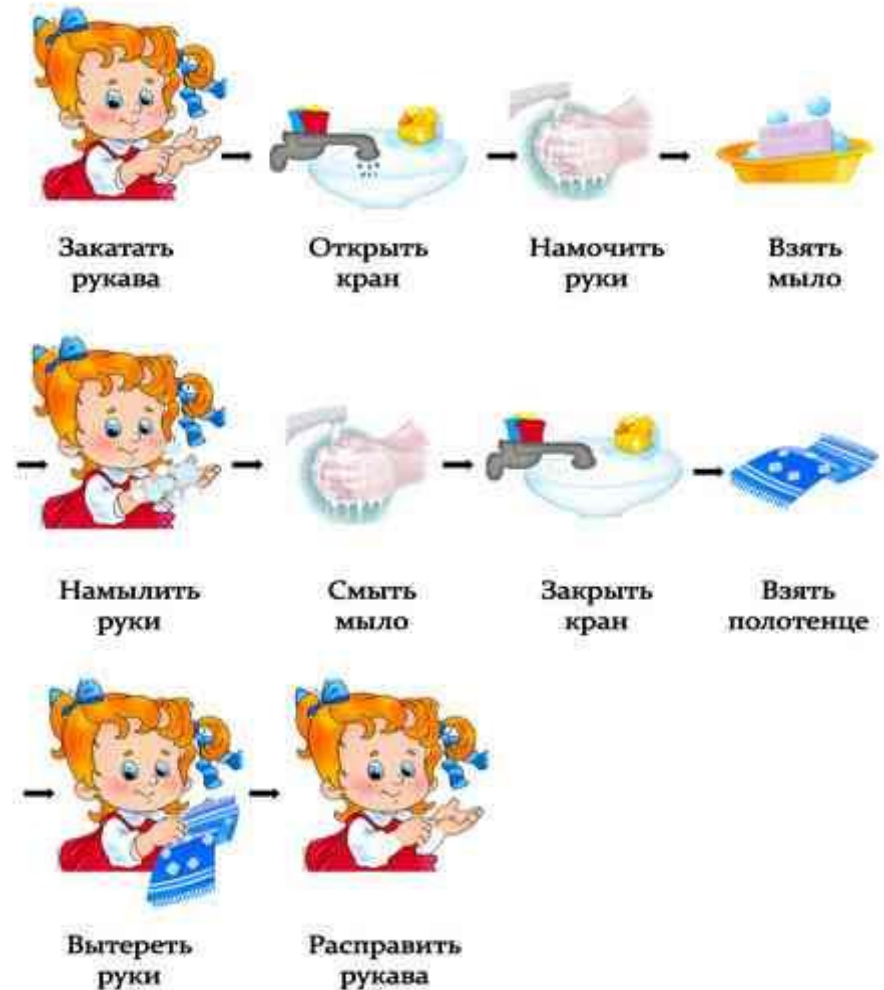 Закатать
рукава
Открыть
кран
Намочить
руки
Взять
мыло
Намылить
руки
Смыть
мыло
Закрыть
кран
Взять
полотенце
Вытереть
руки
Расправить
рукава